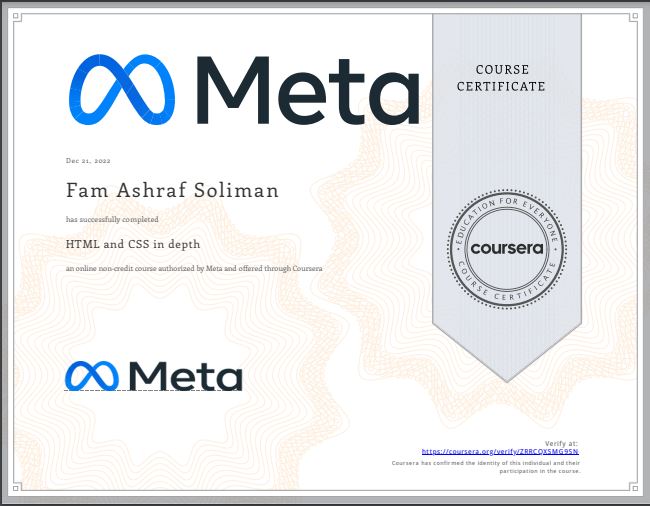 Meta
COURSE
CERTIFICATE
Dec 21, 2022
Fam Ashraf Soliman
has successfully completed
HTML and CSS in depth
an online non-credit course authorized by Meta and offered through Coursera
EDUCATION FOR EVERYONE
coursera
COURSE CERTIFICATE
Meta
Verify at:
https://coursera.org/verify/ZRRCQXSMG9SN
Coursera has confirmed the identity of this individual and their
participation in the course.